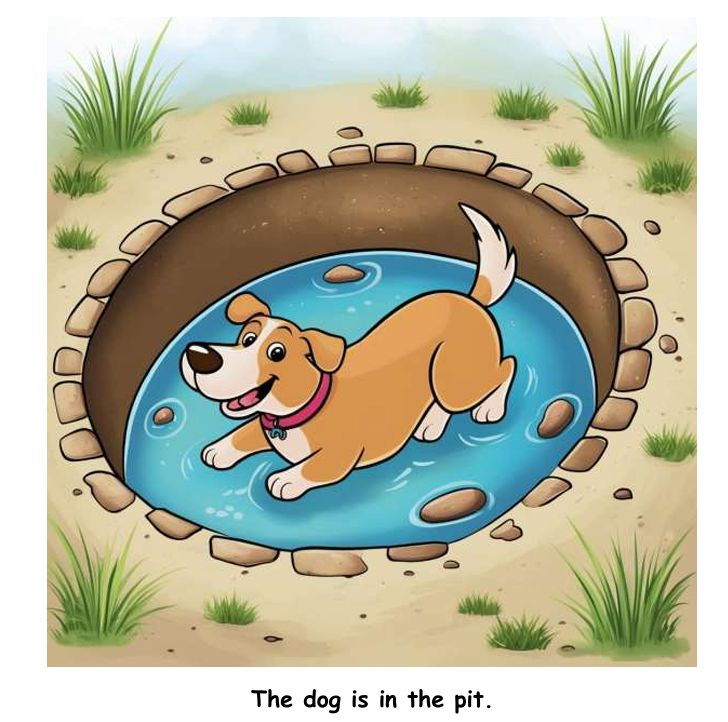 The dog is in the pit.